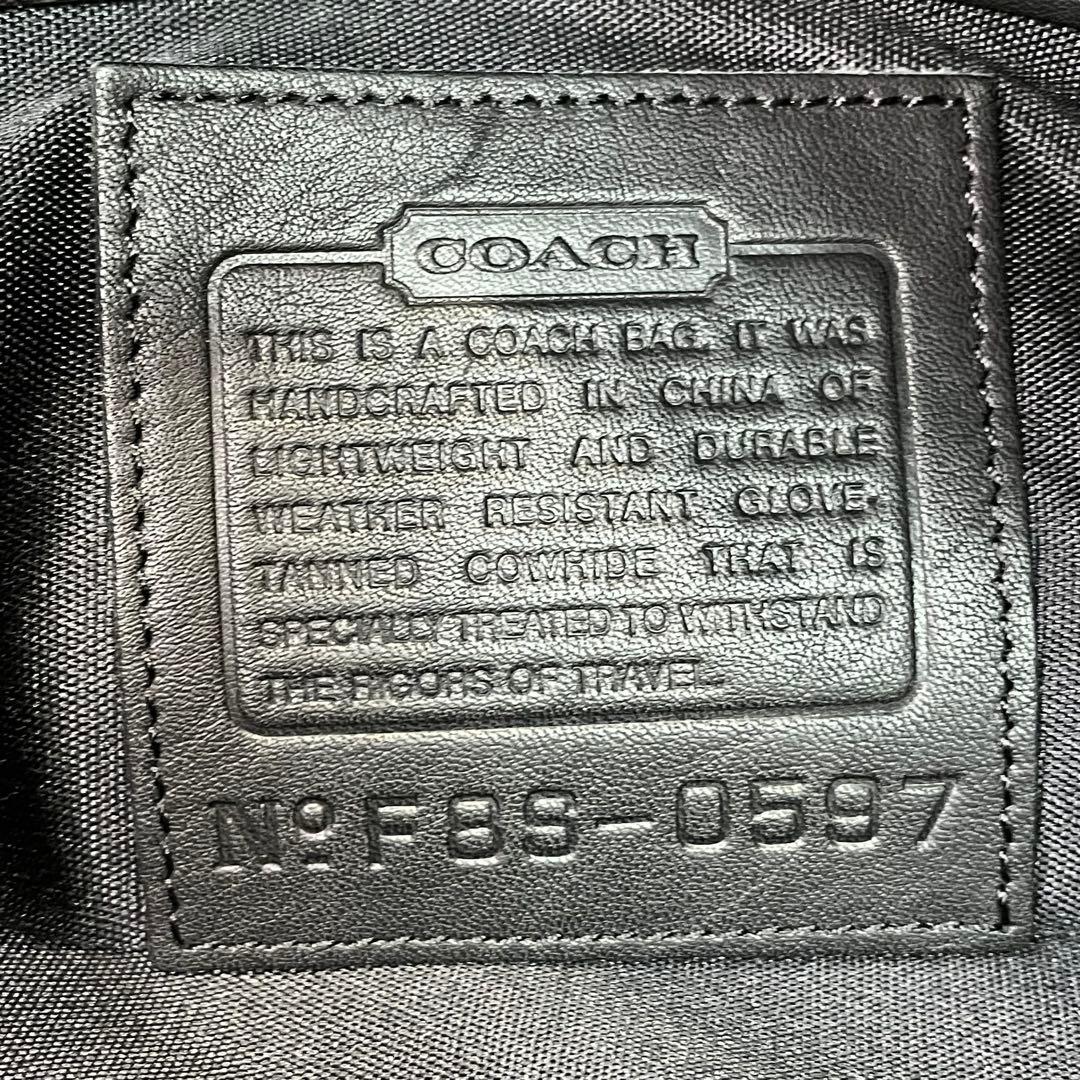 COACH
THIS IS A COACH BAG. IT WAS
HANDCRAFTED IN CHINA OF
LIGHTWEIGHT AND DURABLE
WEATHER RESISTANT GLOVE-
TANNED COWHIDE THAT IS
SPECIALLY TREATED TO WITHSTAND
THE RIGORS OF TRAVEL.
Nº F8S-0597